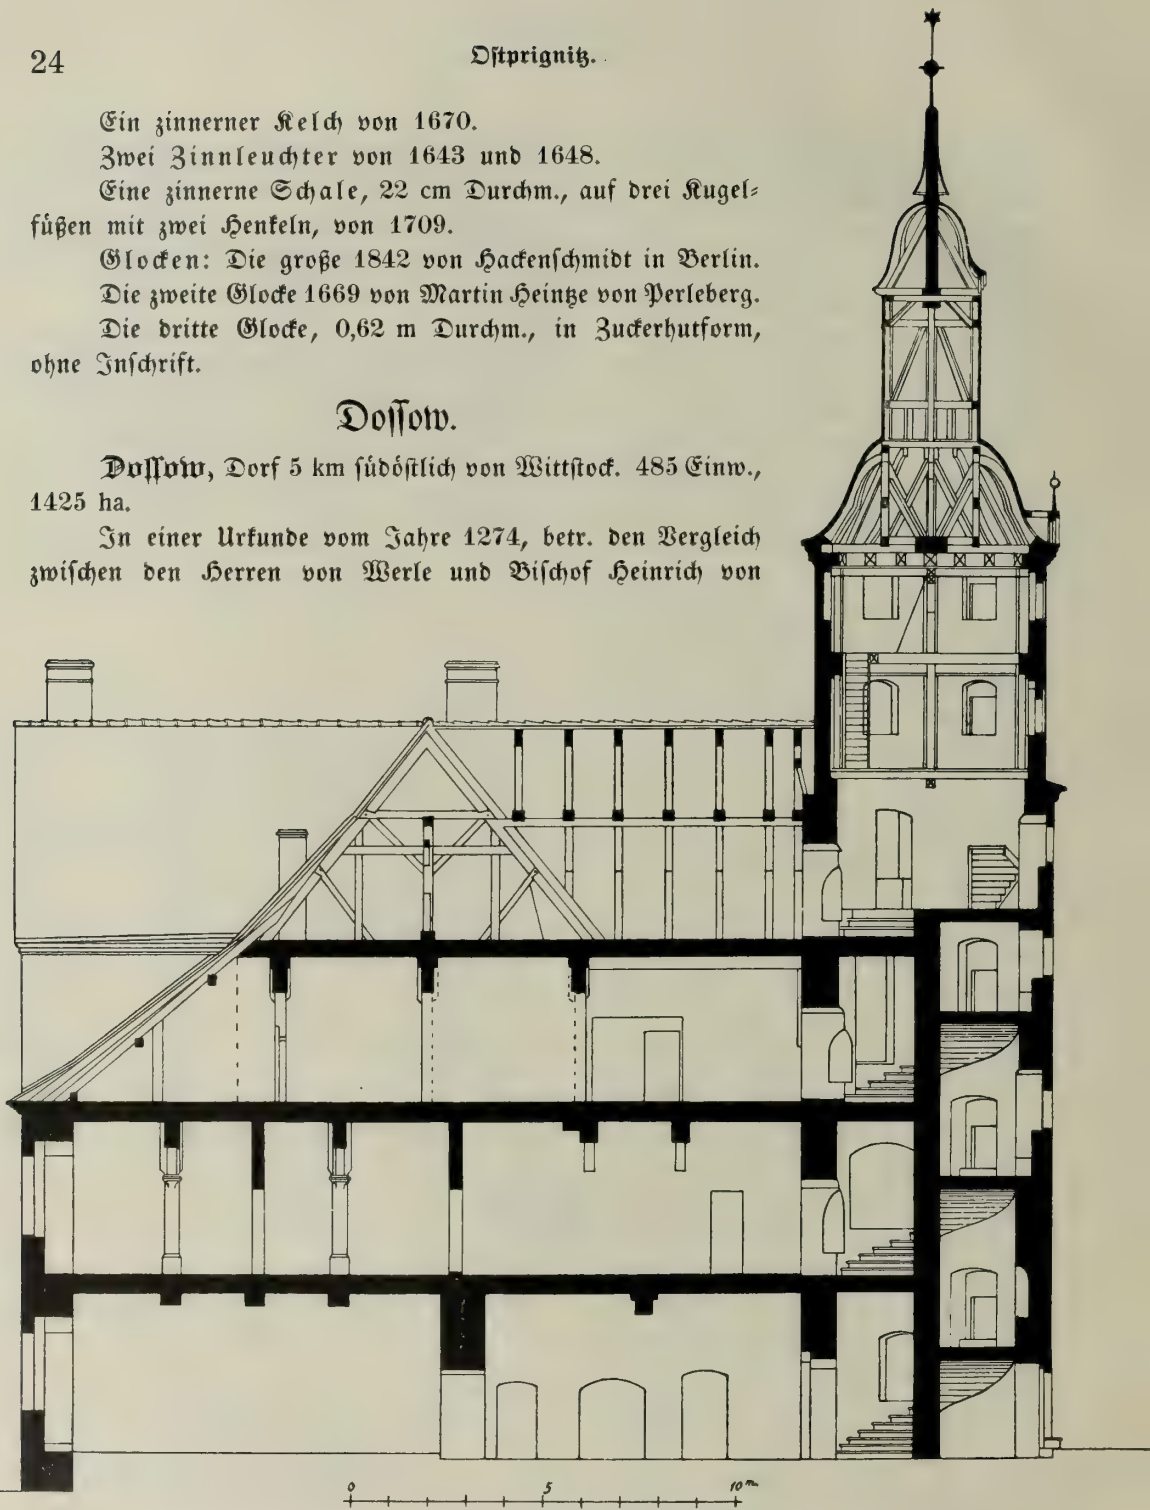 24
Ostprignitz.
Ein zinnerner Kelch von 1670.
Zwei Zinnleuchter von 1643 und 1648.
Eine zinnerne Schale, 22 cm Durchm., auf drei Kugel-
füßen mit zwei Henkeln, von 1709.
Glocken: Die große 1842 von Hackenschmidt in Berlin.
Die zweite Glocke 1669 von Martin Heintze von Perleberg.
Die dritte Glocke, 0,62 m Durchm., in Zuckerhutform,
ohne Inschrift.
Dossow.
Dossow, Dorf 5 km südöstlich von Wittstock. 485 Einw.,
1425 ha.
In einer Urkunde vom Jahre 1274, betr. den Vergleich
zwischen den Herren von Werle und Bischof Heinrich von
0 5 10 m.